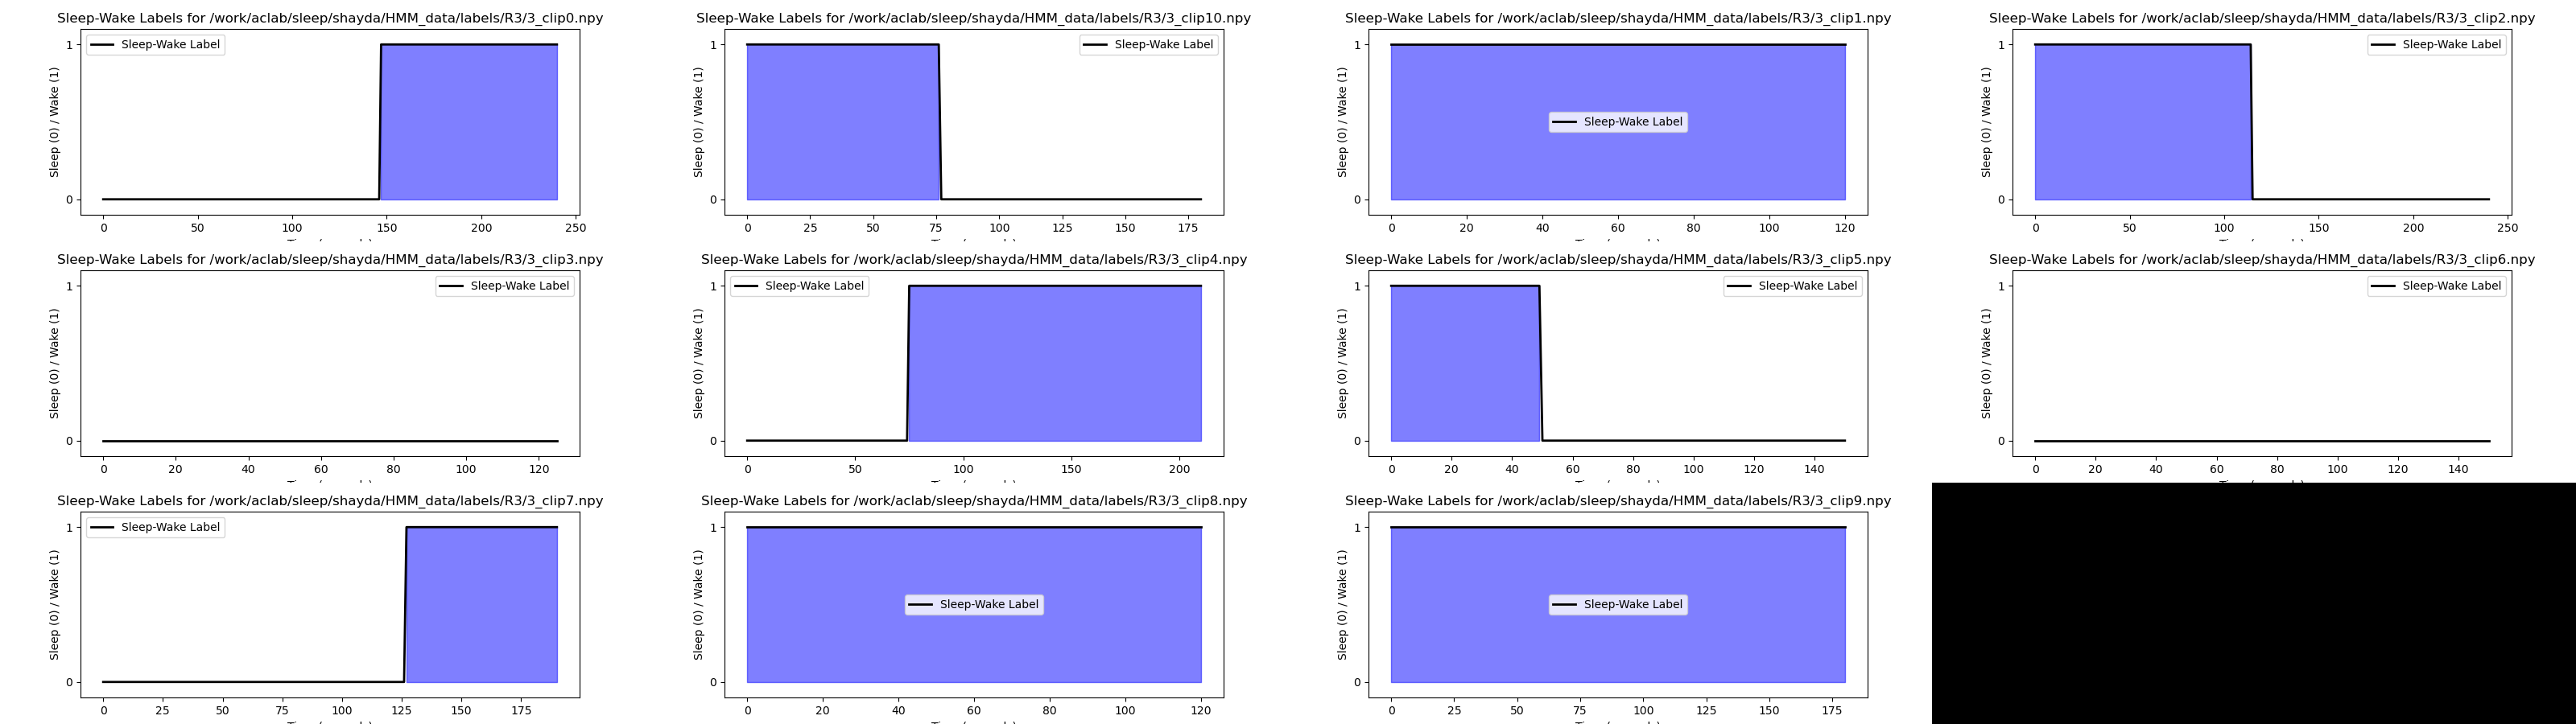 Sleep-Wake Labels for /work/aclab/sleep/shayda/HMM_data/labels/R3/3_clip0.npy
Sleep (0) / Wake (1)
1
0
Sleep-Wake Label
0 50 100 150 200 250
Sleep-Wake Labels for /work/aclab/sleep/shayda/HMM_data/labels/R3/3_clip10.npy
Sleep (0) / Wake (1)
1
0
Sleep-Wake Label
0 25 50 75 100 125 150 175
Sleep-Wake Labels for /work/aclab/sleep/shayda/HMM_data/labels/R3/3_clip1.npy
Sleep (0) / Wake (1)
1
0
Sleep-Wake Label
0 20 40 60 80 100 120
Sleep-Wake Labels for /work/aclab/sleep/shayda/HMM_data/labels/R3/3_clip2.npy
Sleep (0) / Wake (1)
1
0
Sleep-Wake Label
0 50 100 150 200 250
Sleep-Wake Labels for /work/aclab/sleep/shayda/HMM_data/labels/R3/3_clip3.npy
Sleep (0) / Wake (1)
1
0
Sleep-Wake Label
0 20 40 60 80 100 120
Sleep-Wake Labels for /work/aclab/sleep/shayda/HMM_data/labels/R3/3_clip4.npy
Sleep (0) / Wake (1)
1
0
Sleep-Wake Label
0 50 100 150 200
Sleep-Wake Labels for /work/aclab/sleep/shayda/HMM_data/labels/R3/3_clip5.npy
Sleep (0) / Wake (1)
1
0
Sleep-Wake Label
0 20 40 60 80 100 120 140
Sleep-Wake Labels for /work/aclab/sleep/shayda/HMM_data/labels/R3/3_clip6.npy
Sleep (0) / Wake (1)
1
0
Sleep-Wake Label
0 20 40 60 80 100 120 140
Sleep-Wake Labels for /work/aclab/sleep/shayda/HMM_data/labels/R3/3_clip7.npy
Sleep (0) / Wake (1)
1
0
Sleep-Wake Label
0 25 50 75 100 125 150 175
Sleep-Wake Labels for /work/aclab/sleep/shayda/HMM_data/labels/R3/3_clip8.npy
Sleep (0) / Wake (1)
1
0
Sleep-Wake Label
0 20 40 60 80 100 120
Sleep-Wake Labels for /work/aclab/sleep/shayda/HMM_data/labels/R3/3_clip9.npy
Sleep (0) / Wake (1)
1
0
Sleep-Wake Label
0 25 50 75 100 125 150 175